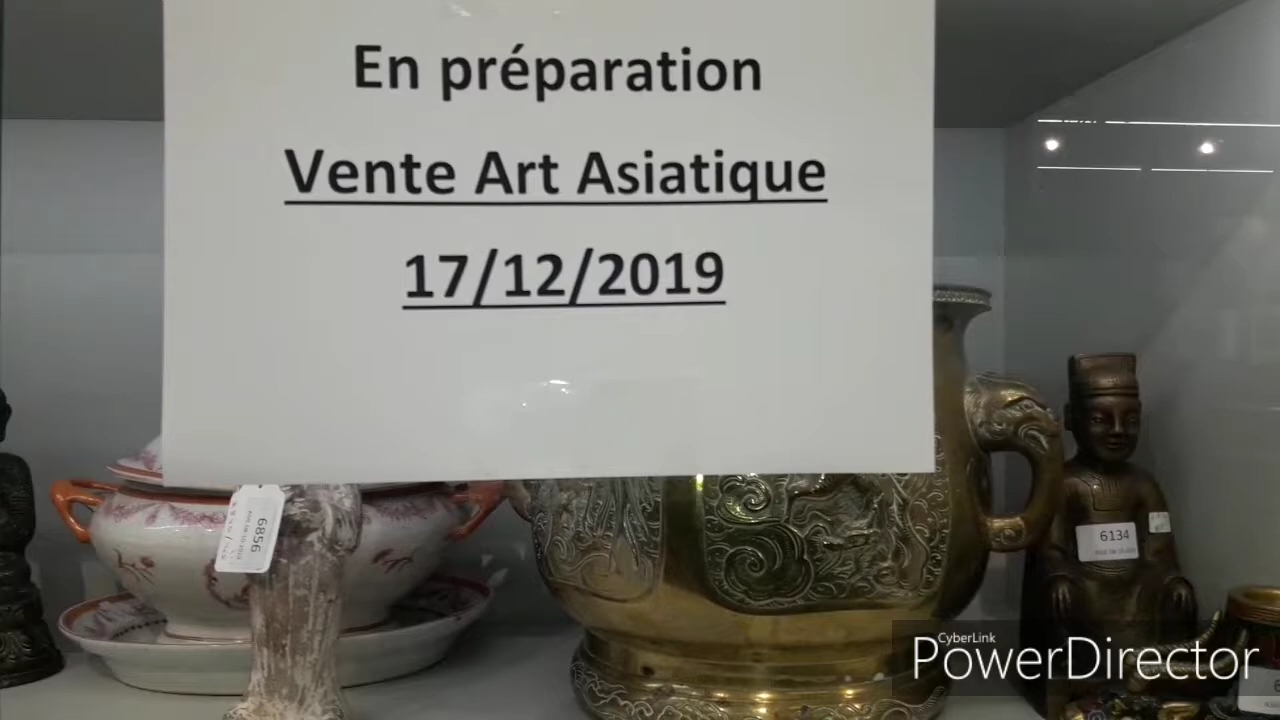 En préparation
Vente Art Asiatique
17/12/2019
6856
6134
CyberLink
PowerDirector